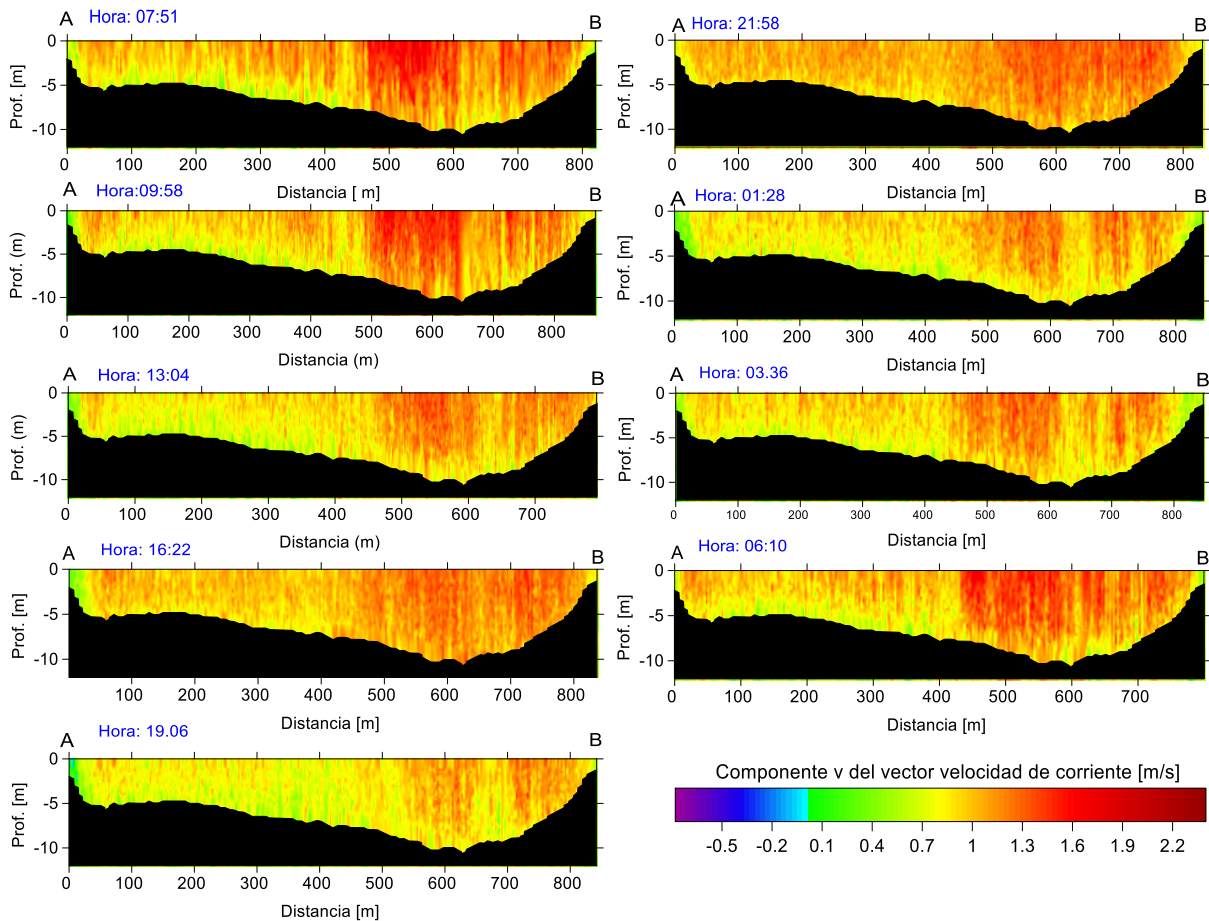 A Hora: 07:51 B
0
-5
-10
Prof. [m]
0 100 200 300 400 500 600 700 800
Distancia [ m]
A Hora:09:58 B
0
-5
-10
Prof. (m)
0 100 200 300 400 500 600 700 800
Distancia (m)
A Hora: 13:04 B
0
-5
-10
Prof. (m)
0 100 200 300 400 500 600 700
Distancia (m)
A Hora: 16:22 B
0
-5
-10
Prof. [m]
100 200 300 400 500 600 700 800
Distancia [m]
A Hora: 19.06 B
0
-5
-10
Prof. [m]
0 100 200 300 400 500 600 700 800
Distancia [m]
A Hora: 21:58 B
0
-5
-10
Prof. [m]
0 100 200 300 400 500 600 700 800
Distancia [m]
A Hora: 01:28 B
0
-5
-10
Prof. [m]
0 100 200 300 400 500 600 700 800
Distancia [m]
A Hora: 03.36 B
0
-5
-10
Prof. [m]
0 100 200 300 400 500 600 700 800
Distancia [m]
A Hora: 06:10 B
0
-5
-10
Prof. [m]
0 100 200 300 400 500 600 700
Distancia [m]
Componente v del vector velocidad de corriente [m/s]
-0.5 -0.2 0.1 0.4 0.7 1 1.3 1.6 1.9 2.2